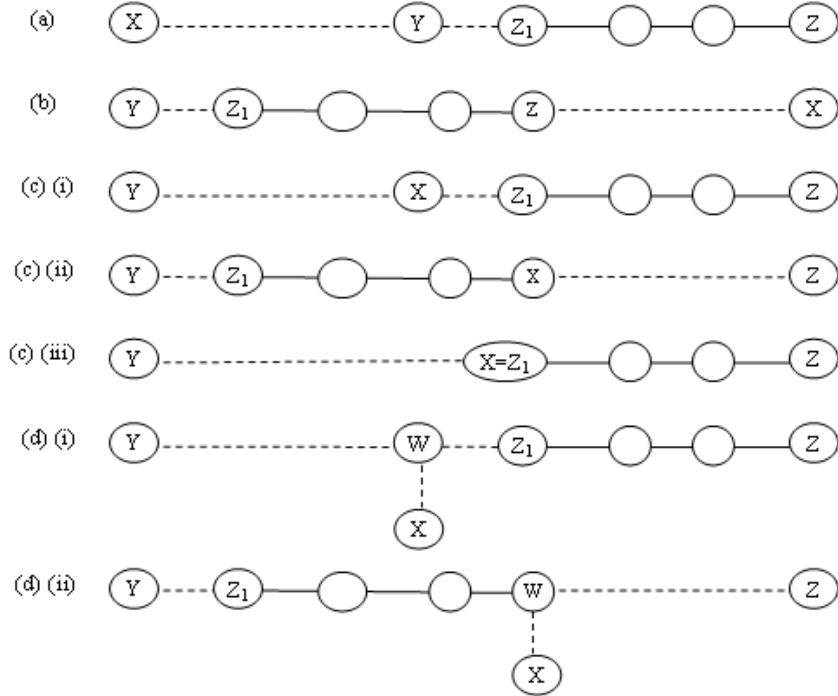 (a) X Y Z₁ Z
(b) Y Z₁ Z X
(c) (i) Y X Z₁ Z
(c) (ii) Y Z₁ X Z
(c) (iii) Y X=Z₁ Z
(d) (i) Y W Z₁ Z
X
(d) (ii) Y Z₁ W Z
X